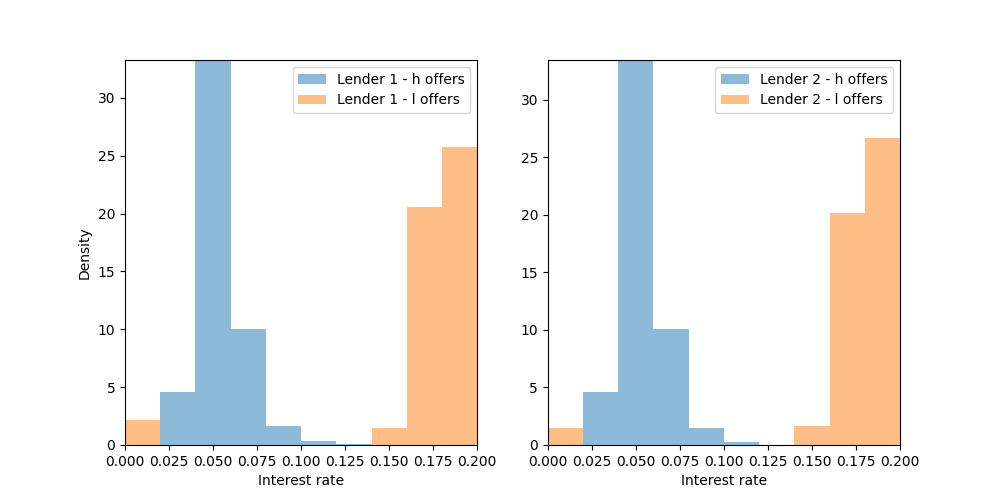 Lender 1 - h offers
Lender 1 - l offers
30
25
20
15
10
5
0
Density
0.000 0.025 0.050 0.075 0.100 0.125 0.150 0.175 0.200
Interest rate
Lender 2 - h offers
Lender 2 - l offers
30
25
20
15
10
5
0
0.000 0.025 0.050 0.075 0.100 0.125 0.150 0.175 0.200
Interest rate